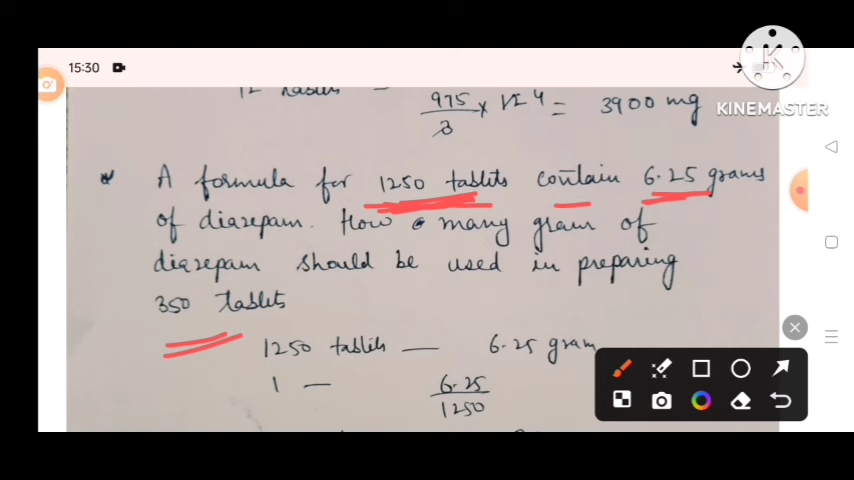 15:30
KINEMASTER
975/3 x 12 4 = 3900 mg
A formula for 1250 tablets contain 6.25 grams
of diazepam. How many gram of
diazepam should be used in preparing
350 tablets
1250 tablets — 6.25 gram
1 — 6.25/1250